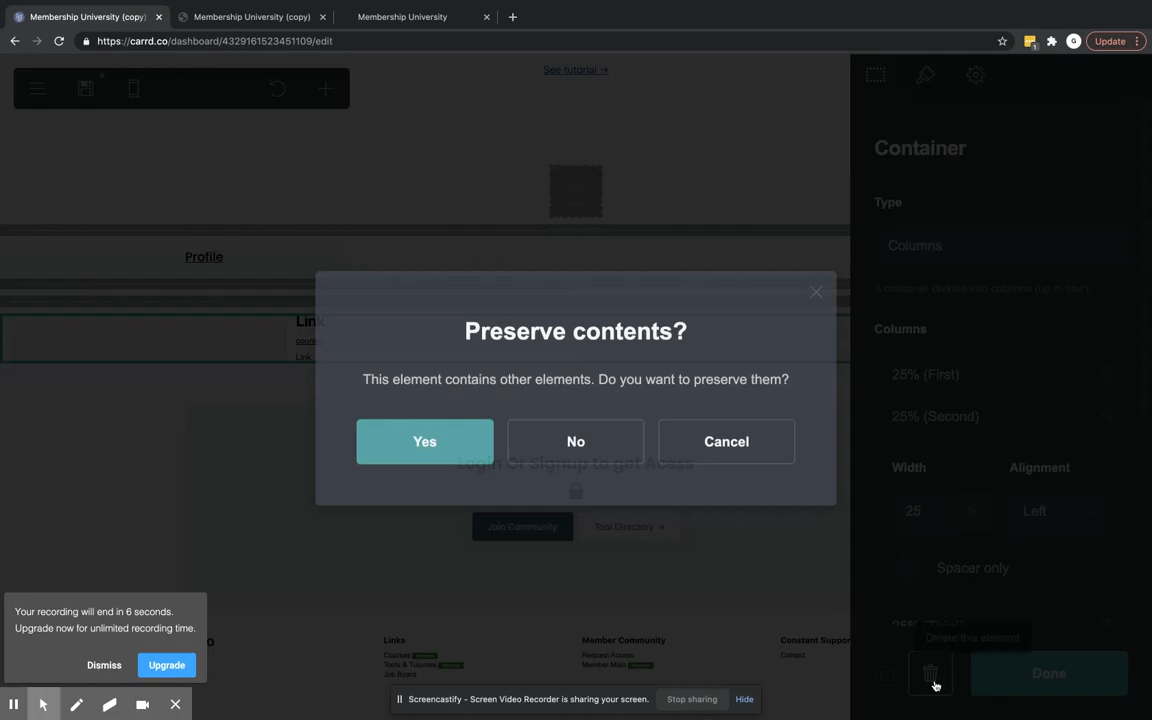 Membership University (copy)
Membership University (copy)
Membership University
https://carrd.co/dashboard/4329161523451109/edit
G
Update
See tutorial →
Container
Type
Columns
A container divided into columns (up to four).
Profile
Columns
Link
Link
25% (First)
25% (Second)
Preserve contents?
This element contains other elements. Do you want to preserve them?
Yes
No
Cancel
Login Or Signup to get Acess
Width
Alignment
25
%
Left
Join Community
Tool Directory →
Spacer only
25% (Third)
Delete this element
Done
Your recording will end in 6 seconds.
Upgrade now for unlimited recording time.
Dismiss
Upgrade
Links
Courses
Tools & Tutorials
Job Board
Member Community
Request Access
Member Main
Constant Suppor
Contact
Screencastify - Screen Video Recorder is sharing your screen.
Stop sharing
Hide